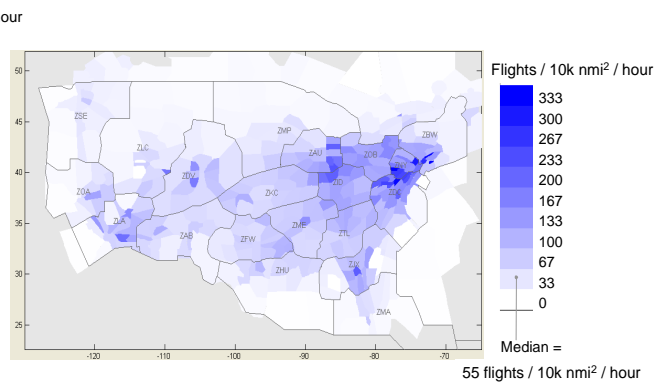 our
Flights / 10k nmi² / hour
333
300
267
233
200
167
133
100
67
33
0
Median =
55 flights / 10k nmi² / hour
50
45
40
35
30
25
-120
-110
-100
-90
-80
-70
ZSE
ZLC
ZMP
ZBW
ZAU
ZOB
ZOA
ZDV
ZID
ZKC
ZLA
ZAB
ZFW
ZME
ZTL
ZHU
ZJX
ZMA